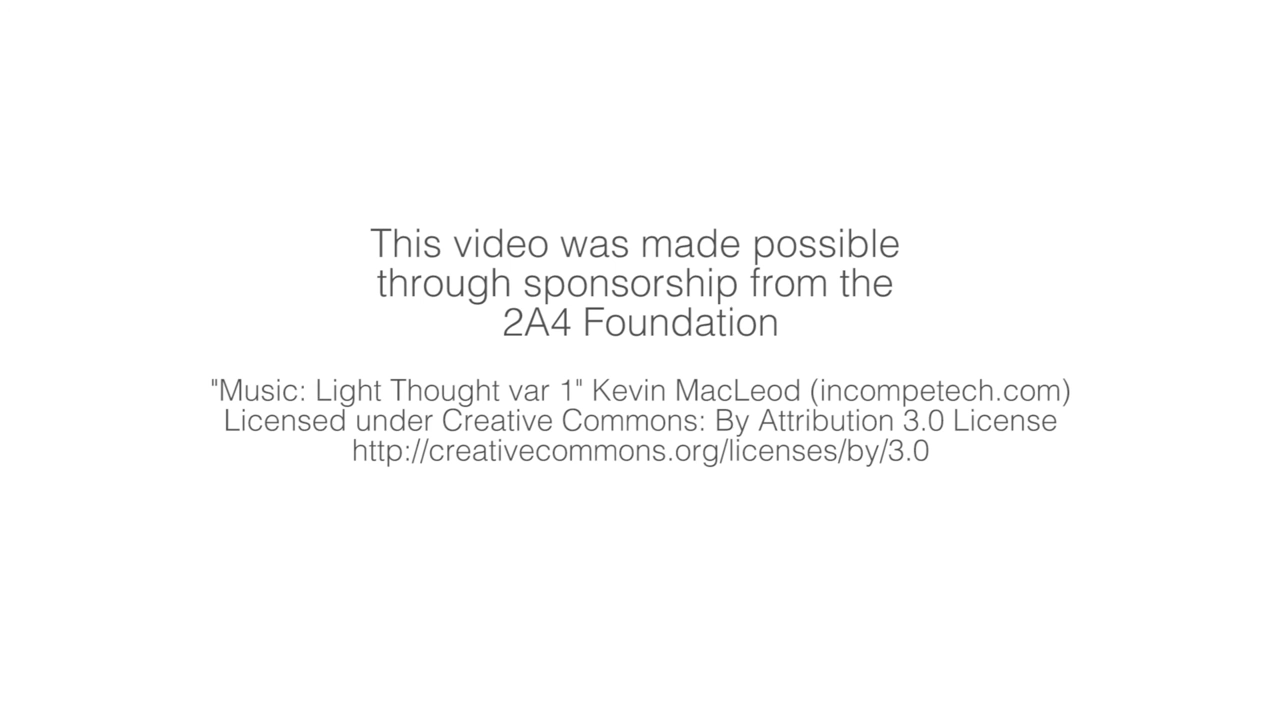 This video was made possible
through sponsorship from the
2A4 Foundation
"Music: Light Thought var 1" Kevin MacLeod (incompetech.com)
Licensed under Creative Commons: By Attribution 3.0 License
http://creativecommons.org/licenses/by/3.0